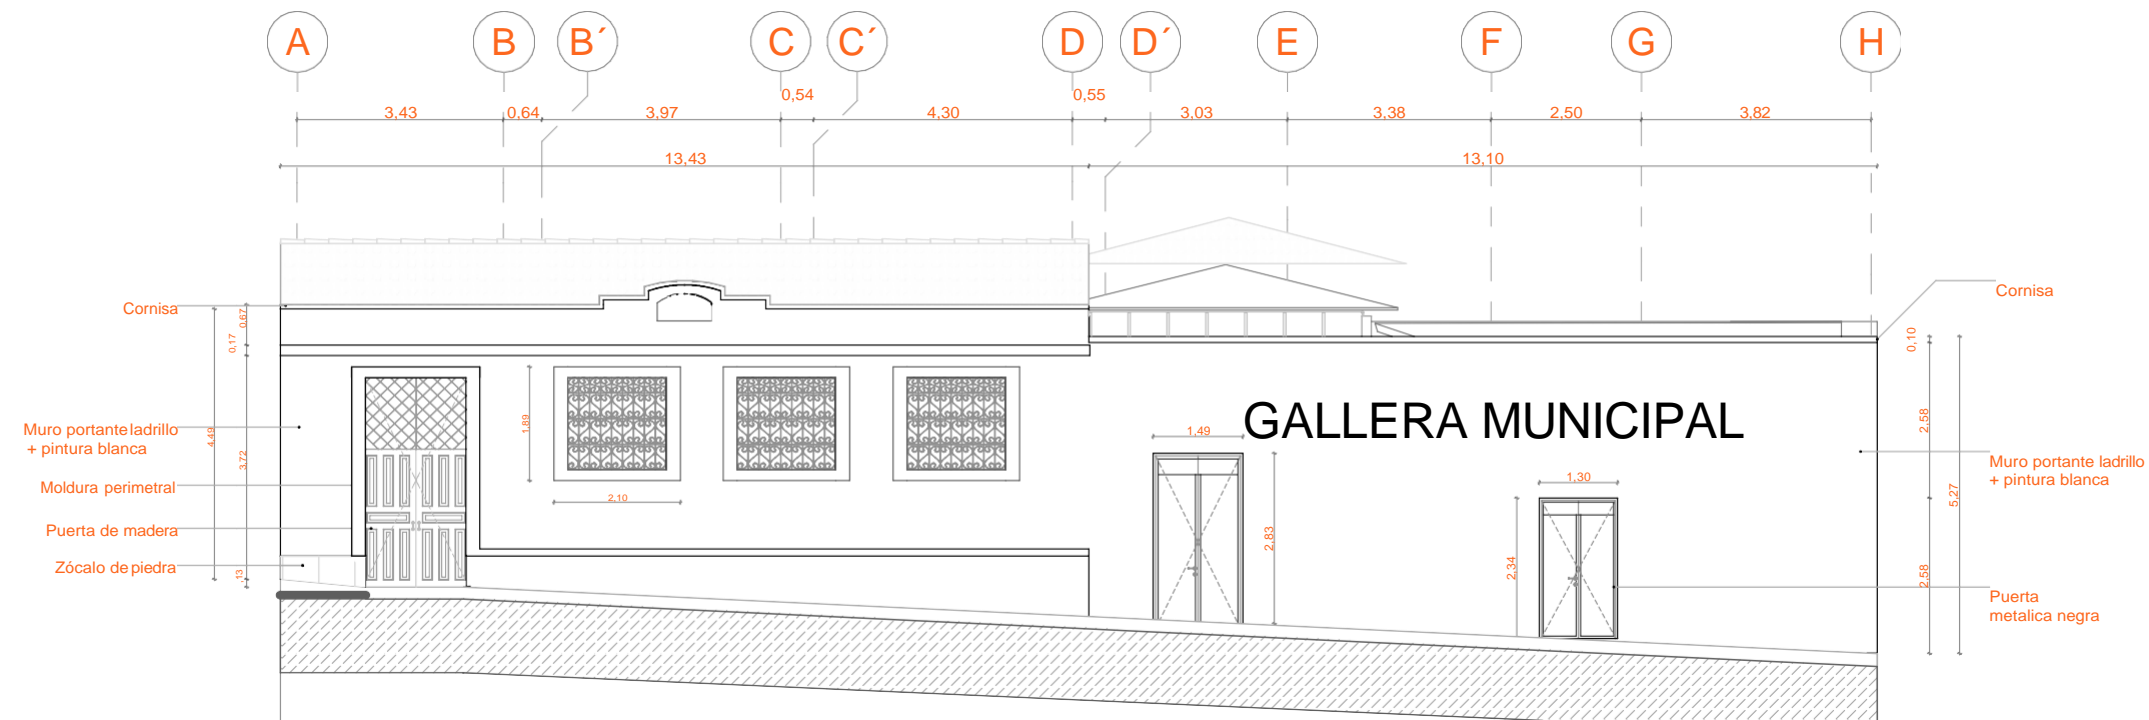 A B B´ C C´ D D´ E F G H
0,54 0,55
3,43 0,64 3,97 4,30 3,03 3,38 2,50 3,82
13,43 13,10
Cornisa
Cornisa
0,67
0,17
0,10
4,49
3,72
,13
Muro portante ladrillo
+ pintura blanca
Moldura perimetral
Puerta de madera
Zócalo de piedra
1,89
2,10
GALLERA MUNICIPAL
1,49
2,83
1,30
2,34
2,58
2,58
5,27
Muro portante ladrillo
+ pintura blanca
Puerta
metalica negra